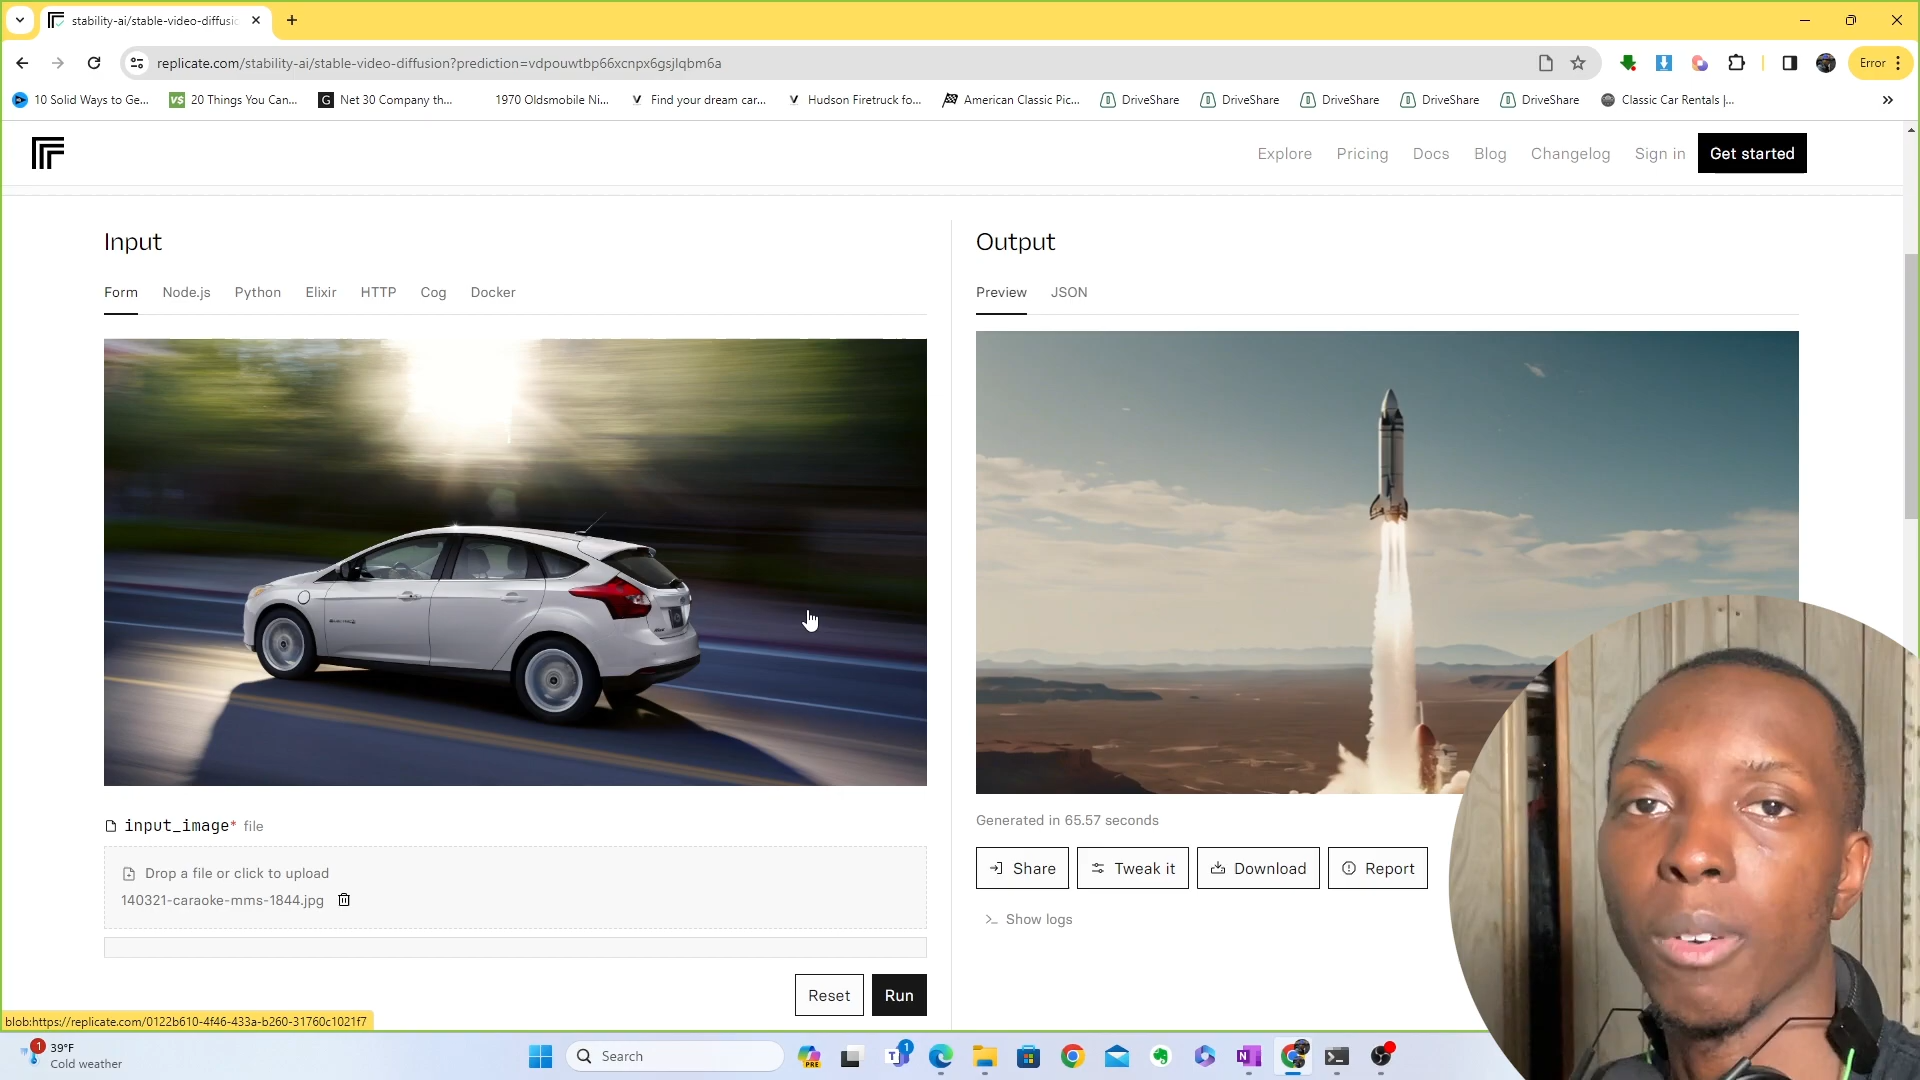 stability-ai/stable-video-diffusic
replicate.com/stability-ai/stable-video-diffusion?prediction=vdpouwtbp66xcnpx6gsjlqbm6a
Error
10 Solid Ways to Ge...
20 Things You Can...
Net 30 Company th...
1970 Oldsmobile Ni...
Find your dream car...
Hudson Firetruck fo...
American Classic Pic...
DriveShare
DriveShare
DriveShare
DriveShare
DriveShare
Classic Car Rentals |...
Explore
Pricing
Docs
Blog
Changelog
Sign in
Get started
Input
Form
Node.js
Python
Elixir
HTTP
Cog
Docker
input_image* file
Drop a file or click to upload
140321-caraoke-mms-1844.jpg
Reset
Run
Output
Preview
JSON
Generated in 65.57 seconds
Share
Tweak it
Download
Report
>_ Show logs
blob:https://replicate.com/0122b610-4f46-433a-b260-31760c1021f7
1
39°F
Cold weather
Search
PRE
1